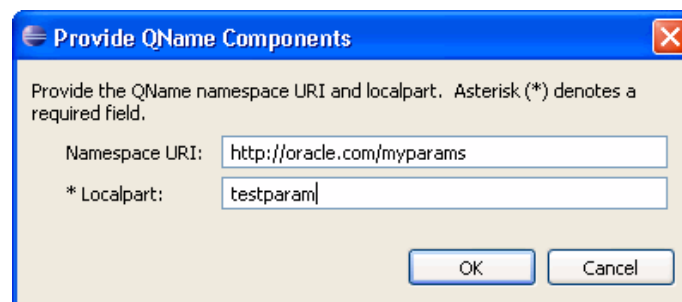 Provide QName Components
Provide the QName namespace URI and localpart.  Asterisk (*) denotes a
required field.
Namespace URI: http://oracle.com/myparams
* Localpart: testparam
OK Cancel